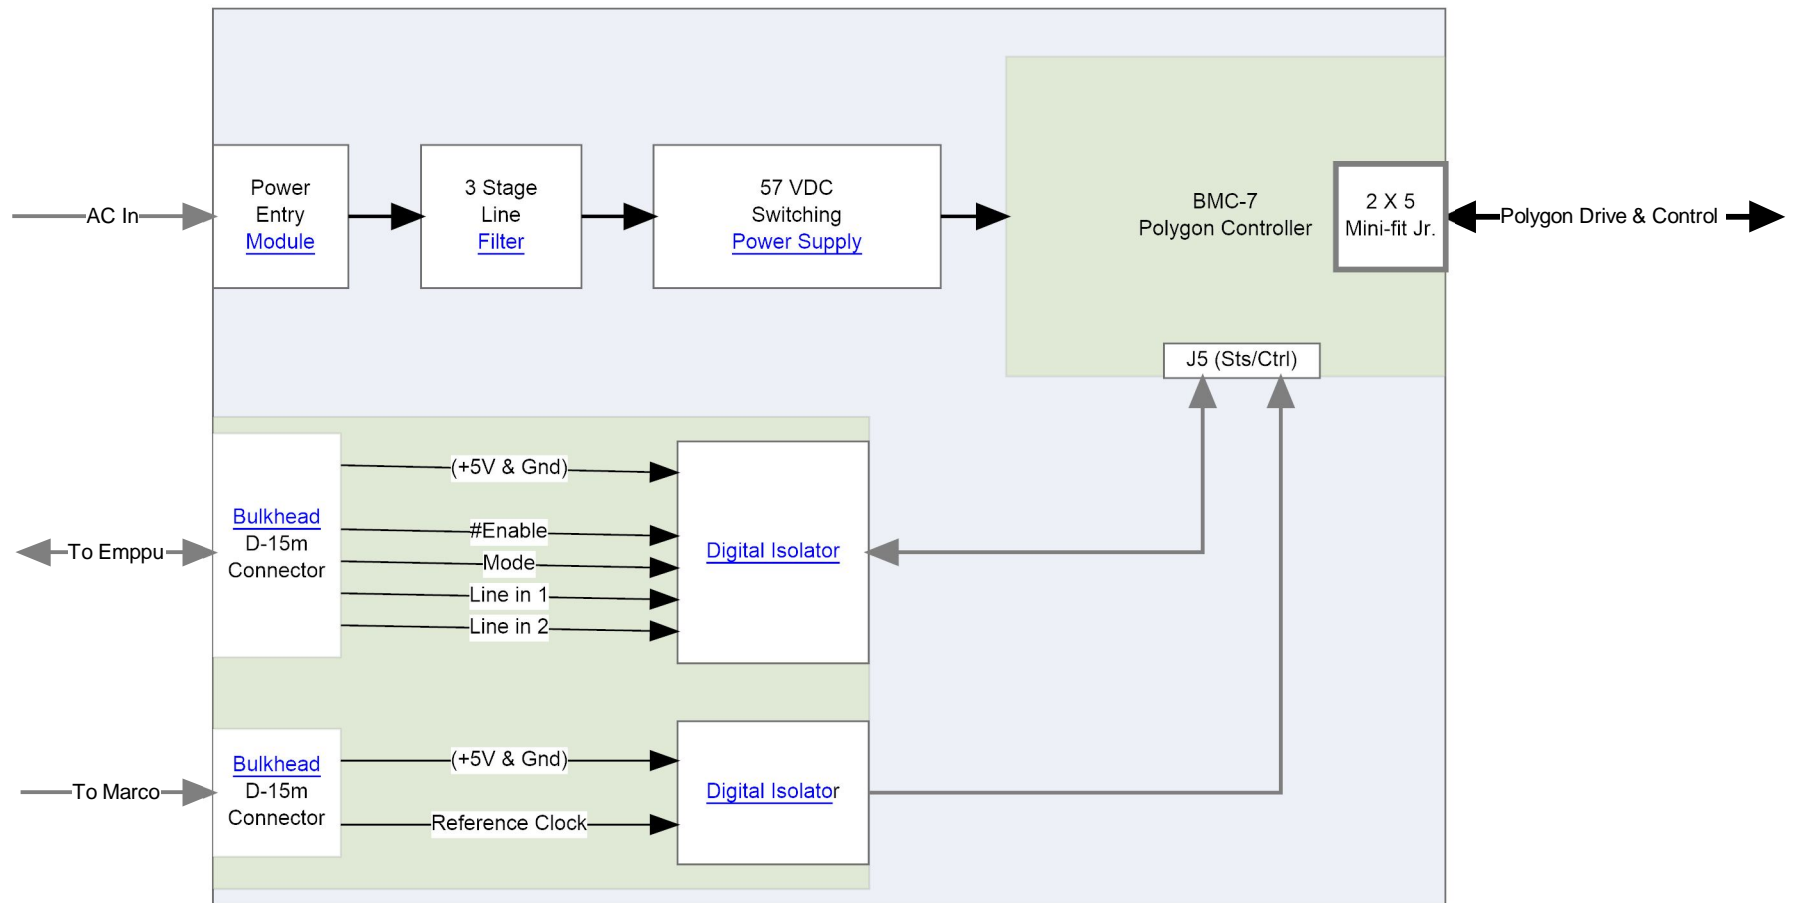 AC In
Power
Entry
Module
3 Stage
Line
Filter
57 VDC
Switching
Power Supply
BMC-7
Polygon Controller
2 X 5
Mini-fit Jr.
Polygon Drive & Control
J5 (Sts/Ctrl)
To Emppu
Bulkhead
D-15m
Connector
(+5V & Gnd)
#Enable
Mode
Line in 1
Line in 2
Digital Isolator
To Marco
Bulkhead
D-15m
Connector
(+5V & Gnd)
Reference Clock
Digital Isolator